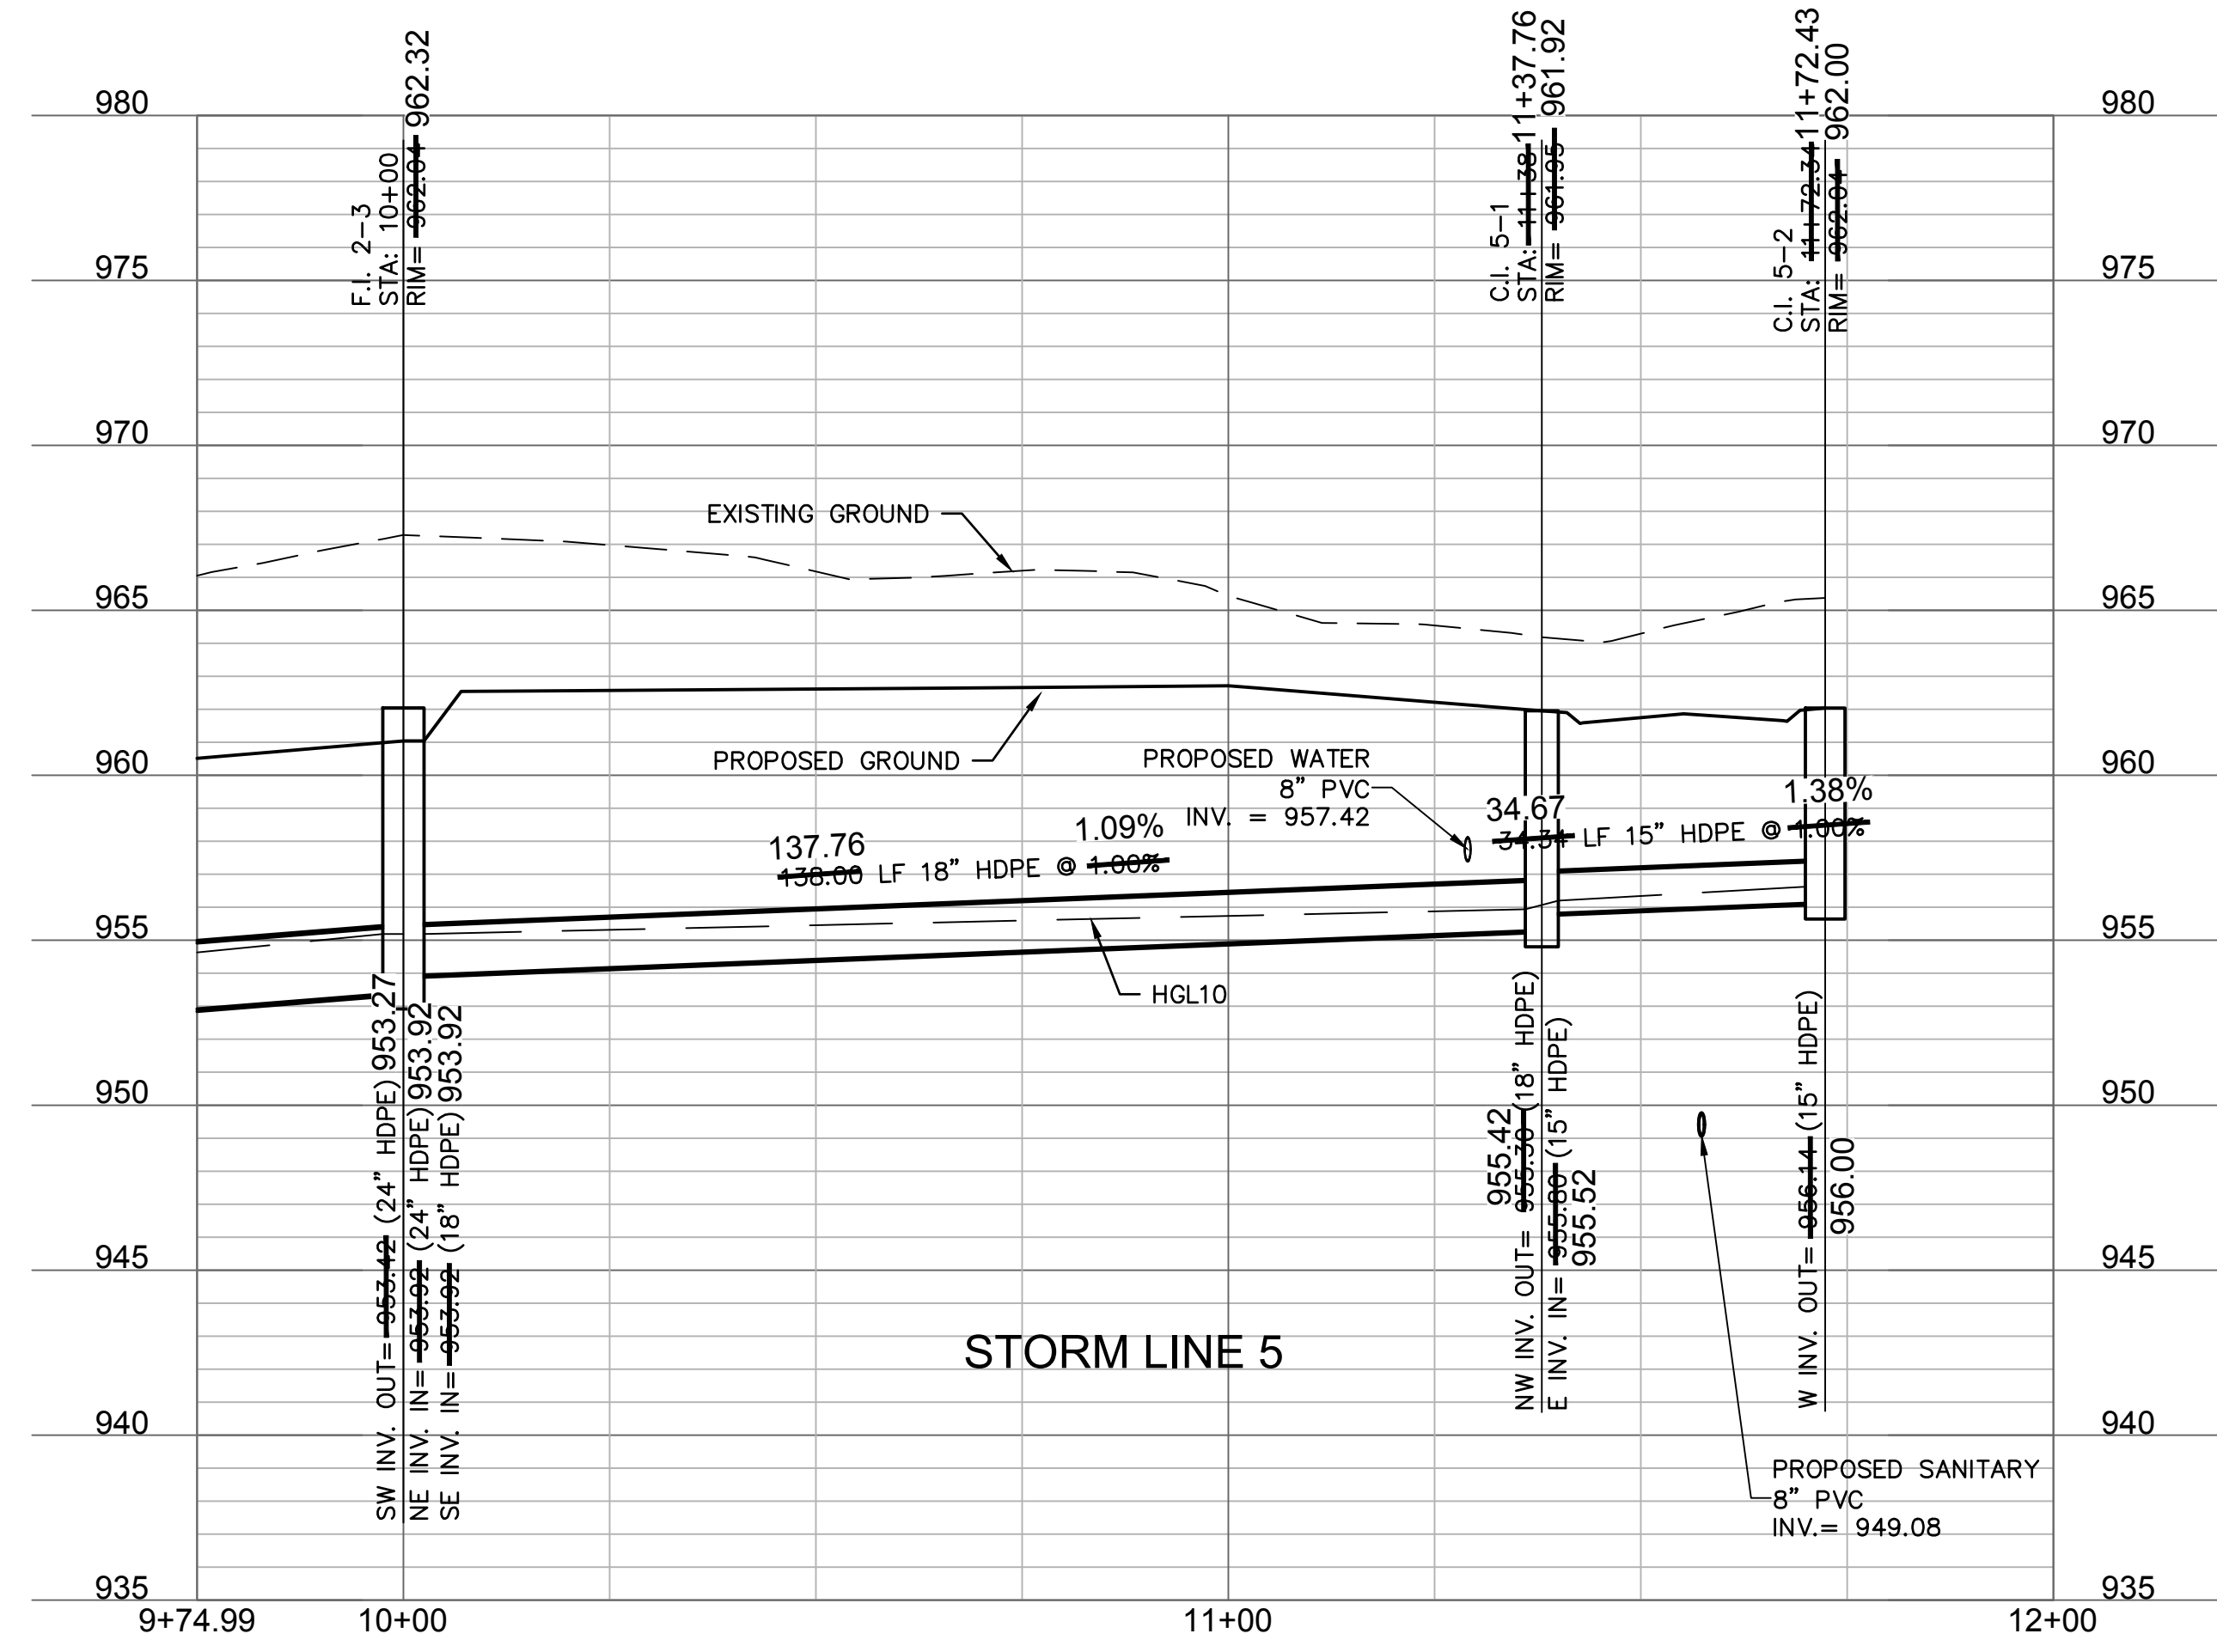 980
975
970
965
960
955
950
945
940
935
980
975
970
965
960
955
950
945
940
935
F.I. 2-3
STA: 10+00
RIM= 962.04 962.32
C.I. 5-1
STA: 11+38 11+37.76
RIM= 961.95 961.92
C.I. 5-2
STA: 11+72.34 11+72.43
RIM= 962.04 962.00
EXISTING GROUND
PROPOSED GROUND
PROPOSED WATER
8" PVC
INV. = 957.42
137.76
1.09%
138.00 LF 18" HDPE @ 1.00%
34.67
1.38%
34.34 LF 15" HDPE @ 1.00%
HGL10
SW INV. OUT= 953.42 (24" HDPE) 953.27
NE INV. IN= 953.92 (24" HDPE) 953.92
SE INV. IN= 953.92 (18" HDPE) 953.92
955.42
NW INV. OUT= 955.30 (18" HDPE)
E INV. IN= 955.80 (15" HDPE)
955.52
W INV. OUT= 956.14 (15" HDPE)
956.00
STORM LINE 5
PROPOSED SANITARY
8" PVC
INV.= 949.08
9+74.99
10+00
11+00
12+00